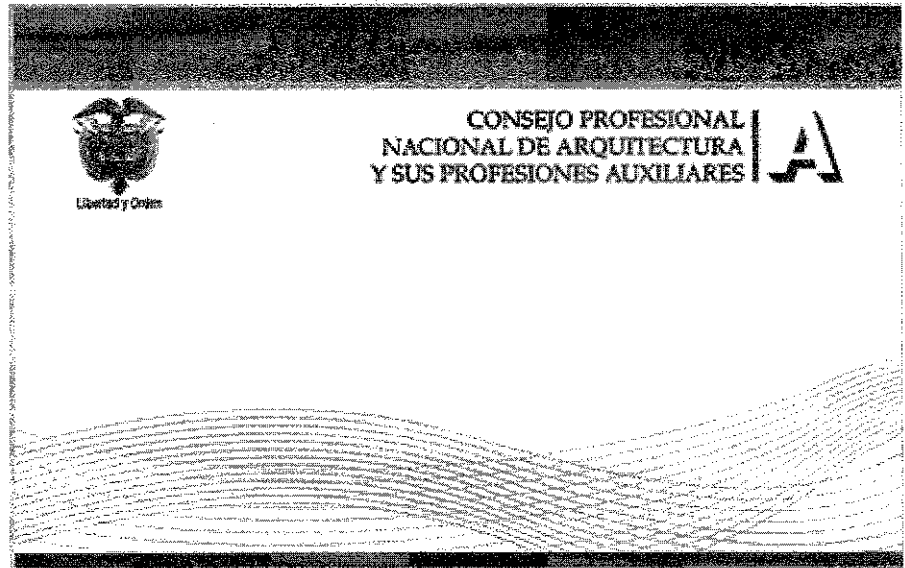 Libertad y Orden
CONSEJO PROFESIONAL
NACIONAL DE ARQUITECTURA
Y SUS PROFESIONES AUXILIARES
A